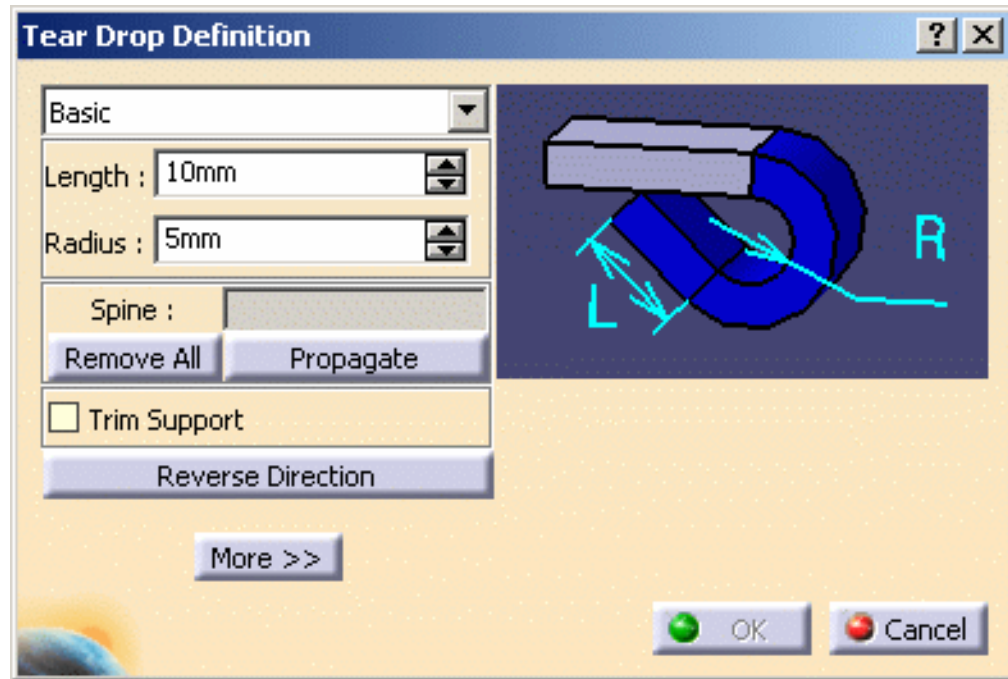 Tear Drop Definition
Basic
Length : 10mm
Radius : 5mm
Spine :
Remove All Propagate
Trim Support
Reverse Direction
More >>
R
L
OK Cancel